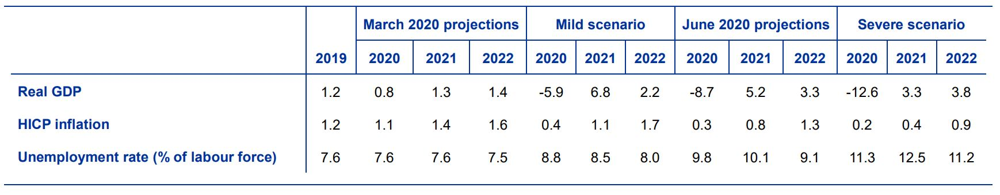 March 2020 projections Mild scenario June 2020 projections Severe scenario
2019 2020 2021 2022 2020 2021 2022 2020 2021 2022 2020 2021 2022
Real GDP 1.2 0.8 1.3 1.4 -5.9 6.8 2.2 -8.7 5.2 3.3 -12.6 3.3 3.8
HICP inflation 1.2 1.1 1.4 1.6 0.4 1.1 1.7 0.3 0.8 1.3 0.2 0.4 0.9
Unemployment rate (% of labour force) 7.6 7.6 7.6 7.5 8.8 8.5 8.0 9.8 10.1 9.1 11.3 12.5 11.2